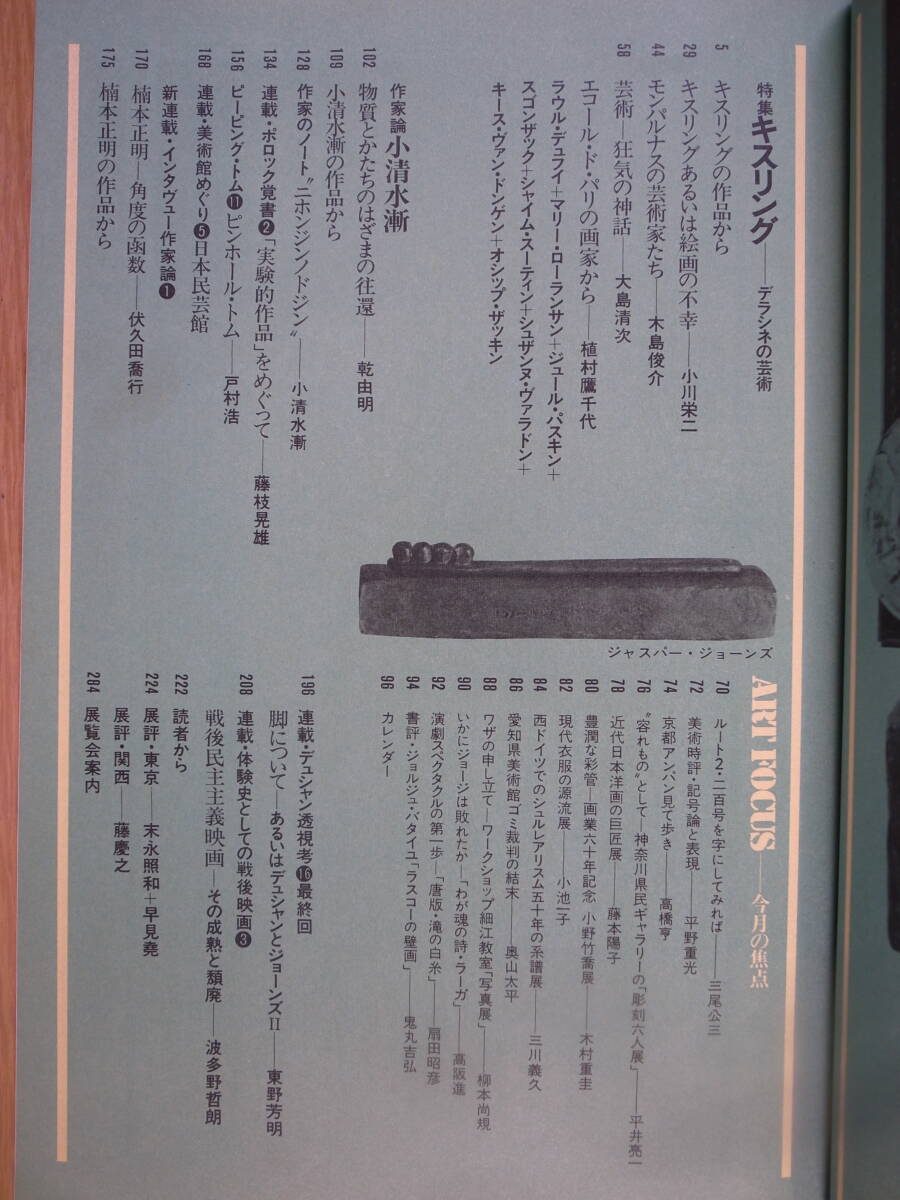 特集 キスリング——デラシネの芸術
5 キスリングの作品から
29 キスリングあるいは絵画の不幸——小川栄二
44 モンパルナスの芸術家たち——木島俊介
58 芸術—狂気の神話——大島清次
エコール・ド・パリの画家から——植村鷹千代
ラウル・デュフィ+マリー・ローランサン+ジュール・パスキン+
スゴンザック+シャイム・スーティン+シュザンヌ・ヴァラドン+
キース・ヴァン・ドンゲン+オシップ・ザッキン
作家論 小清水漸
102 物質とかたちのはざまの往還——乾由明
109 小清水漸の作品から
128 作家のノート〝ニホンジンノドジン〟——小清水漸
134 連載・ポロック覚書❷「実験的作品」をめぐって——藤枝晃雄
156 ピーピング・トム⓫ピンホール・トム——戸村浩
168 連載・美術館めぐり❺日本民芸館
新連載・インタヴュー作家論❶
170 楠本正明—角度の函数——伏久田喬行
175 楠本正明の作品から
ジャスパー・ジョーンズ
ART FOCUS——今月の焦点
70 ルート2・二百号を字にしてみれば——三尾公三
72 美術時評・記号論と表現——平野重光
74 京都アンパン見て歩き——高橋亨
76 〝容れもの〟として—神奈川県民ギャラリーの「彫刻六人展」——平井亮一
78 近代日本洋画の巨匠展——藤本陽子
80 豊潤な彩管—画業六十年記念 小野竹喬展——木村重圭
82 現代衣服の源流展——小池一子
84 西ドイツでのシュルレアリスム五十年の系譜展——三川義久
86 愛知県美術館ゴミ裁判の結末——奥山太平
88 ワザの申し立て—ワークショップ細江教室「写真展」——柳本尚規
90 いかにジョージは敗れたか—「わが魂の詩・ラーガ」——高阪進
92 演劇スペクタクルの第一歩—「唐版・滝の白糸」——扇田昭彦
94 書評・ジョルジュ・バタイユ「ラスコーの壁画」——鬼丸吉弘
96 カレンダー
196 連載・デュシャン透視考⓰最終回
脚について—あるいはデュシャンとジョーンズII——東野芳明
208 連載・体験史としての戦後映画❸
戦後民主主義映画—その成熟と頽廃——波多野哲朗
222 読者から
224 展評・東京——末永照和+早見堯
展評・関西——藤慶之
284 展覧会案内